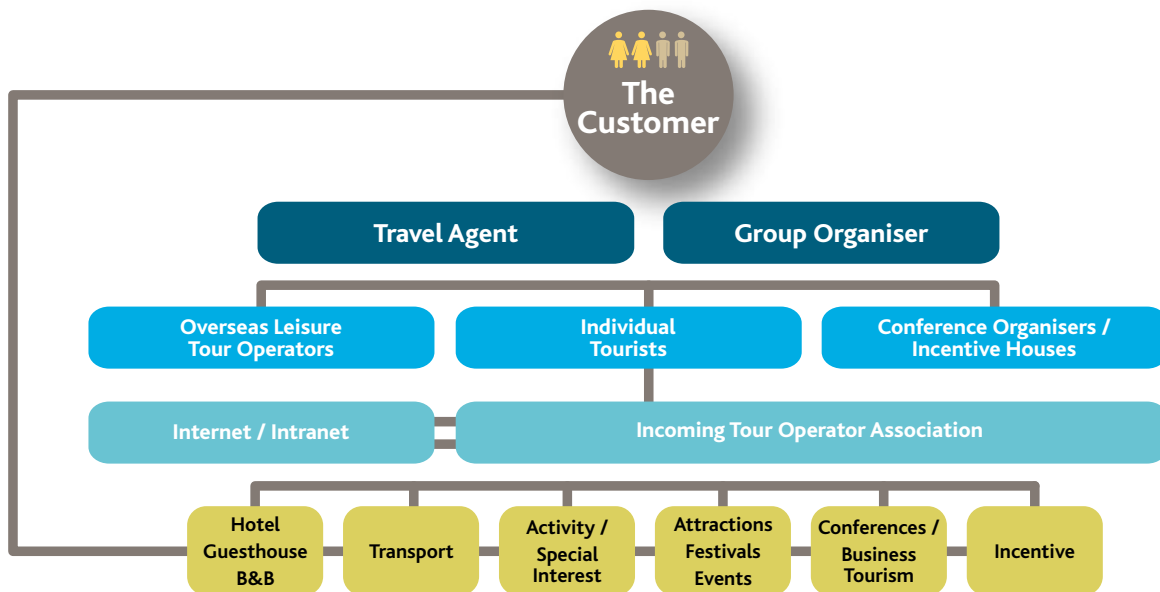 The
Customer
Travel Agent
Group Organiser
Overseas Leisure
Tour Operators
Individual
Tourists
Conference Organisers /
Incentive Houses
Internet / Intranet
Incoming Tour Operator Association
Hotel
Guesthouse
B&B
Transport
Activity /
Special
Interest
Attractions
Festivals
Events
Conferences /
Business
Tourism
Incentive